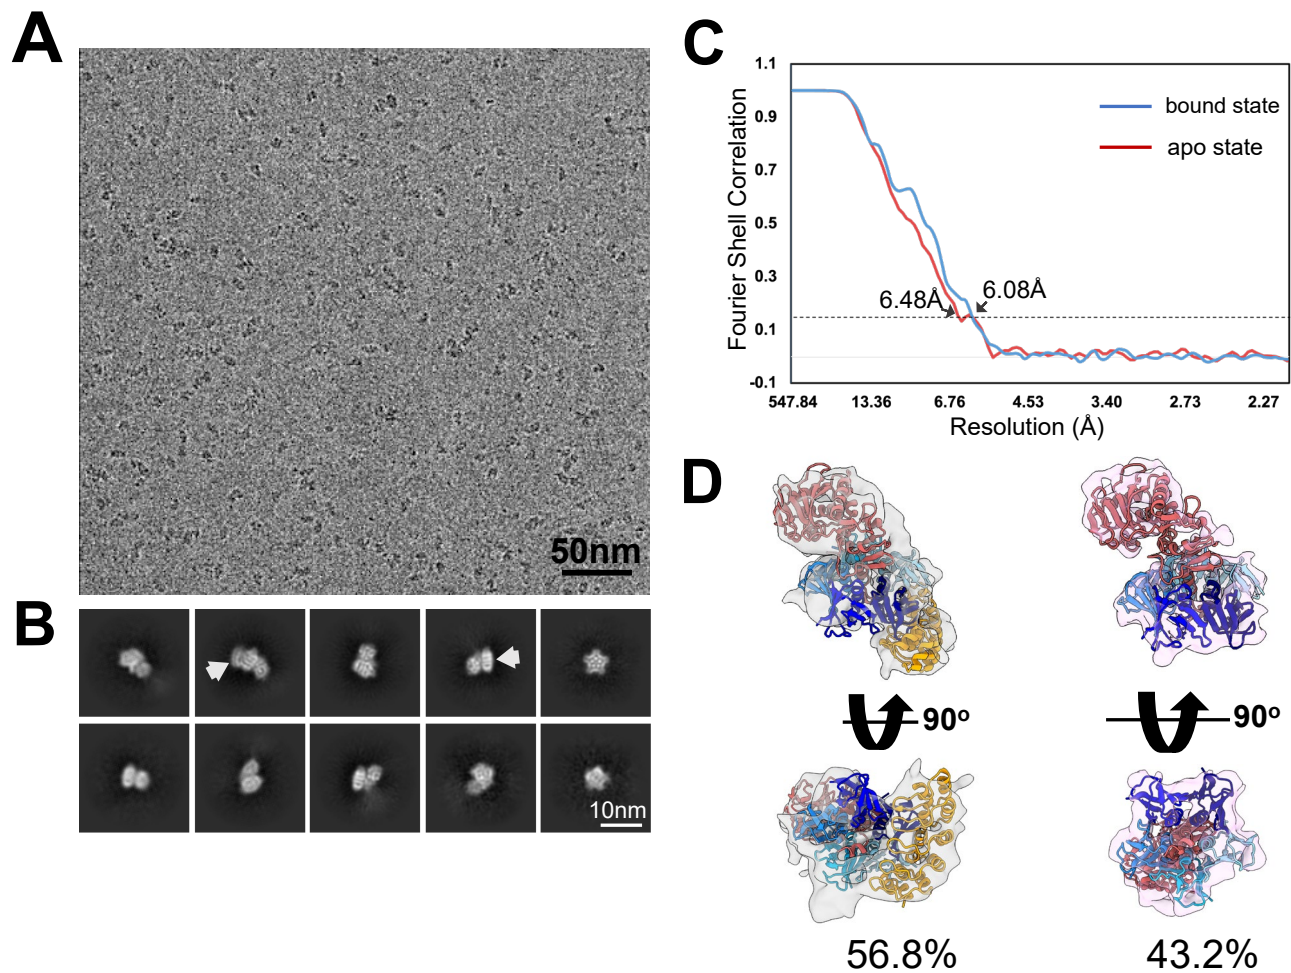 A
50nm
B
10nm
C
1.1
0.9
0.7
0.5
0.3
0.1
-0.1
Fourier Shell Correlation
bound state
apo state
6.48Å
6.08Å
547.84 13.36 6.76 4.53 3.40 2.73 2.27
Resolution (Å)
D
90º
90º
56.8%
43.2%